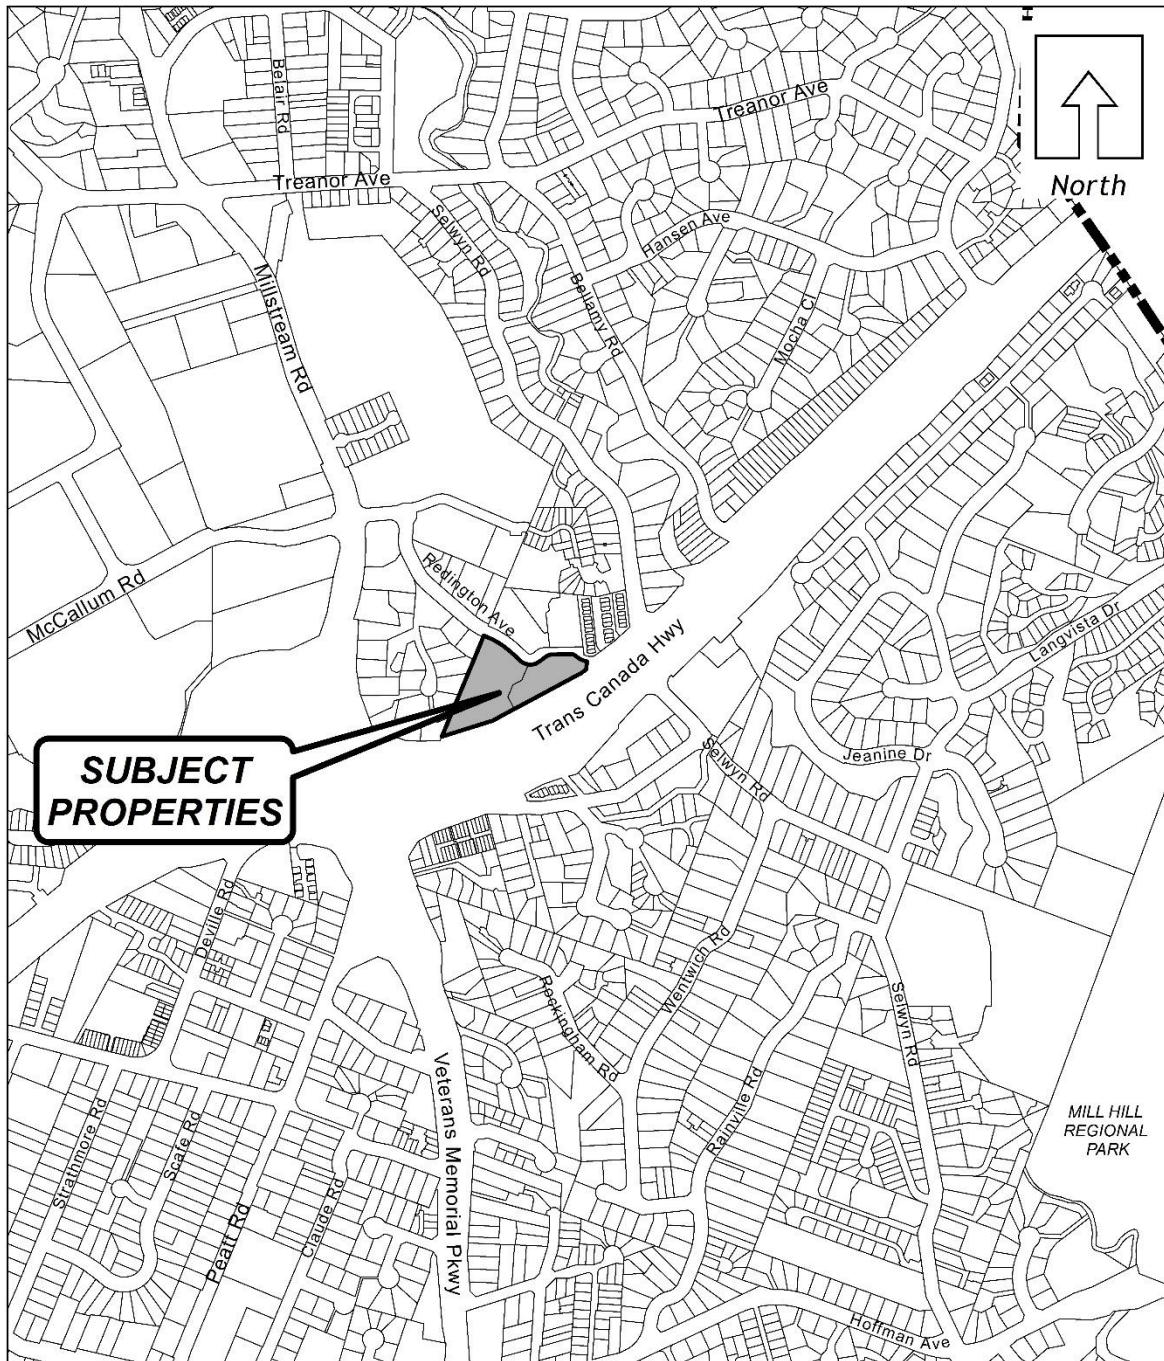 Belair Rd
Treanor Ave
North
Treanor Ave
Selwyn Rd
Hansen Ave
Millstream Rd
Bellamy Rd
Mocha Cl
Redington Ave
McCallum Rd
Langvista Dr
Trans Canada Hwy
SUBJECT
PROPERTIES
Selwyn Rd
Jeanine Dr
Deville Rd
Wentwich Rd
Rockingham Rd
Selwyn Rd
Veterans Memorial Pkwy
Rainville Rd
Strathmore Rd
Scafe Rd
MILL HILL
REGIONAL
PARK
Peatt Rd
Claude Rd
Hoffman Ave